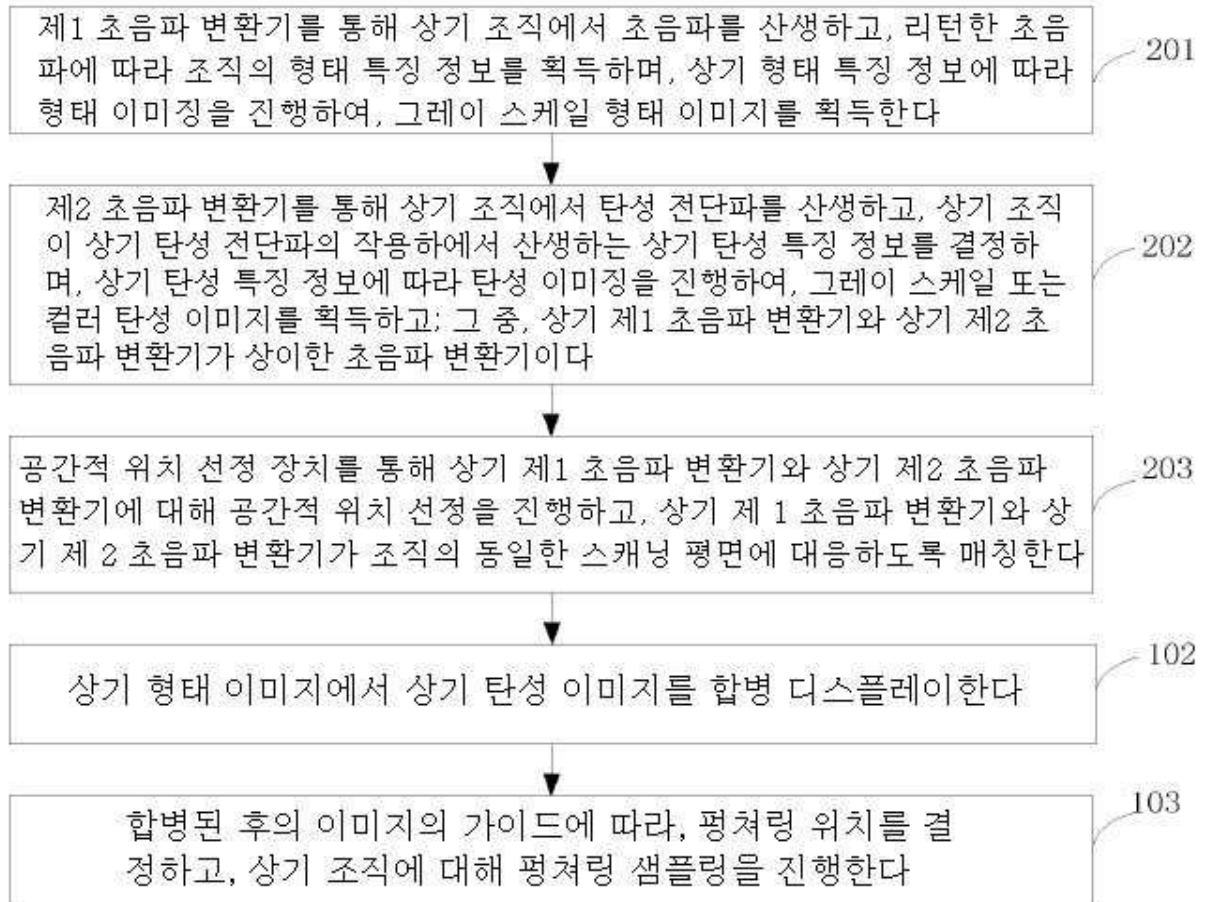 제1 초음파 변환기를 통해 상기 조직에서 초음파를 산생하고, 리턴한 초음
파에 따라 조직의 형태 특징 정보를 획득하며, 상기 형태 특징 정보에 따라
형태 이미징을 진행하여, 그레이 스케일 형태 이미지를 획득한다
201
제2 초음파 변환기를 통해 상기 조직에서 탄성 전단파를 산생하고, 상기 조직
이 상기 탄성 전단파의 작용하에서 산생하는 상기 탄성 특징 정보를 결정하
며, 상기 탄성 특징 정보에 따라 탄성 이미징을 진행하여, 그레이 스케일 또는
컬러 탄성 이미지를 획득하고; 그 중, 상기 제1 초음파 변환기와 상기 제2 초
음파 변환기가 상이한 초음파 변환기이다
202
공간적 위치 선정 장치를 통해 상기 제1 초음파 변환기와 상기 제2 초음파
변환기에 대해 공간적 위치 선정을 진행하고, 상기 제 1 초음파 변환기와 상
기 제 2 초음파 변환기가 조직의 동일한 스캐닝 평면에 대응하도록 매칭한다
203
상기 형태 이미지에서 상기 탄성 이미지를 합병 디스플레이한다
102
합병된 후의 이미지의 가이드에 따라, 펑쳐링 위치를 결
정하고, 상기 조직에 대해 펑쳐링 샘플링을 진행한다
103